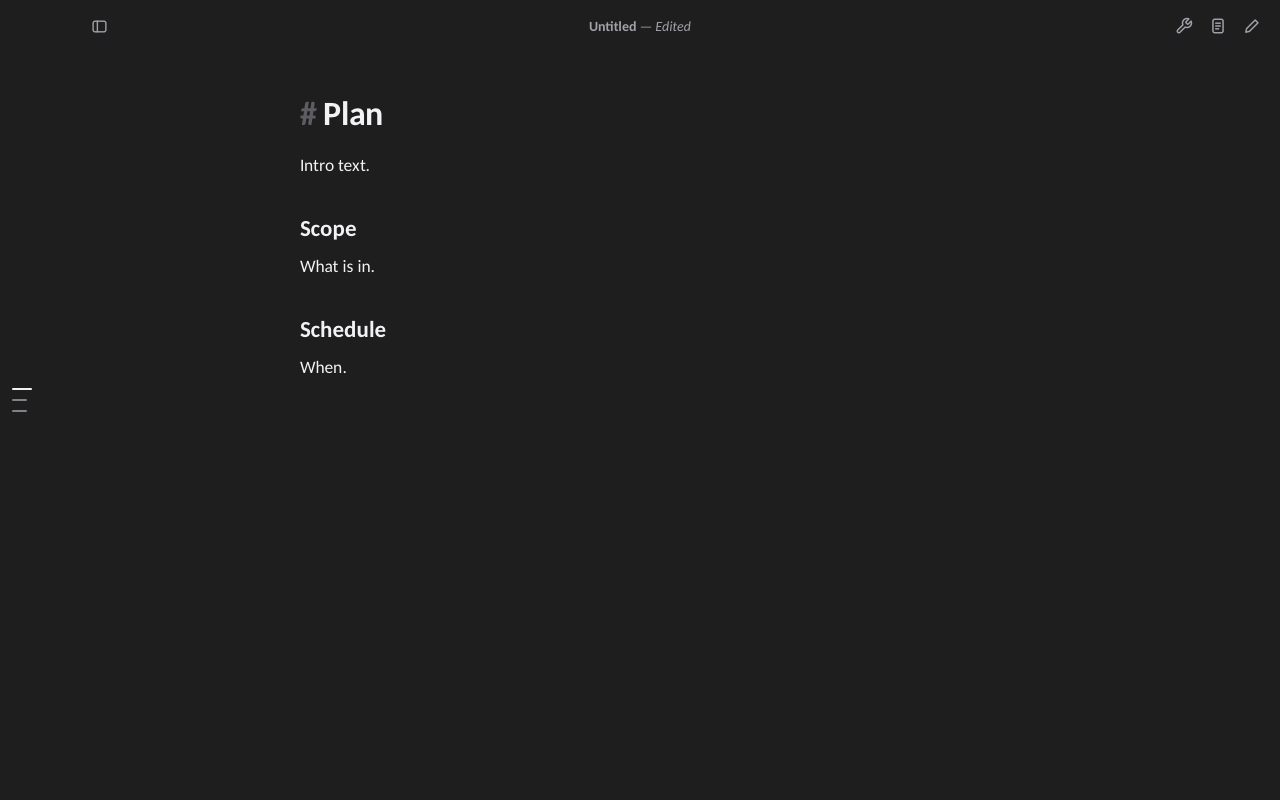 Untitled — Edited
# Plan
Intro text.
Scope
What is in.
Schedule
When.